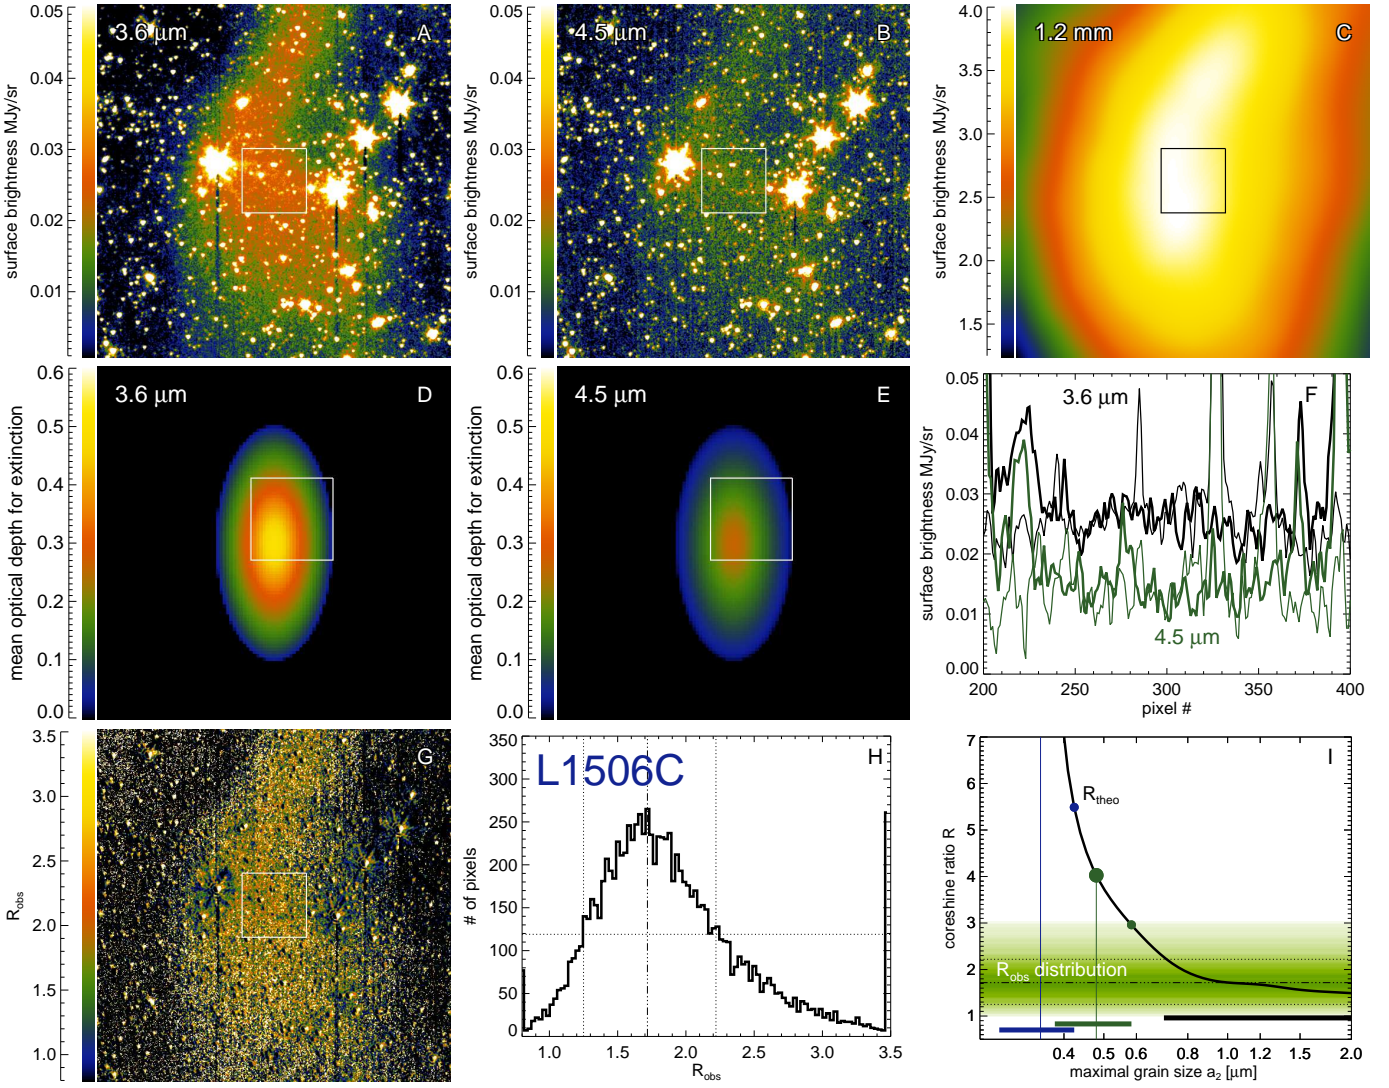 3.6 µm
A
surface brightness MJy/sr
0.05
0.04
0.03
0.02
0.01
4.5 µm
B
surface brightness MJy/sr
0.05
0.04
0.03
0.02
0.01
1.2 mm
C
surface brightness MJy/sr
4.0
3.5
3.0
2.5
2.0
1.5
3.6 µm
D
mean optical depth for extinction
0.6
0.5
0.4
0.3
0.2
0.1
0.0
4.5 µm
E
mean optical depth for extinction
0.6
0.5
0.4
0.3
0.2
0.1
0.0
3.6 µm
F
4.5 µm
surface brightness MJy/sr
0.05
0.04
0.03
0.02
0.01
0.00
200 250 300 350 400
pixel #
G
Robs
3.5
3.0
2.5
2.0
1.5
1.0
L1506C
H
# of pixels
350
300
250
200
150
100
50
0
1.0 1.5 2.0 2.5 3.0 3.5
Robs
I
Rtheo
Robs distribution
coreshine ratio R
7
6
5
4
3
2
1
0.4 0.5 0.6 0.8 1.0 1.2 1.5 2.0
maximal grain size a2 [µm]